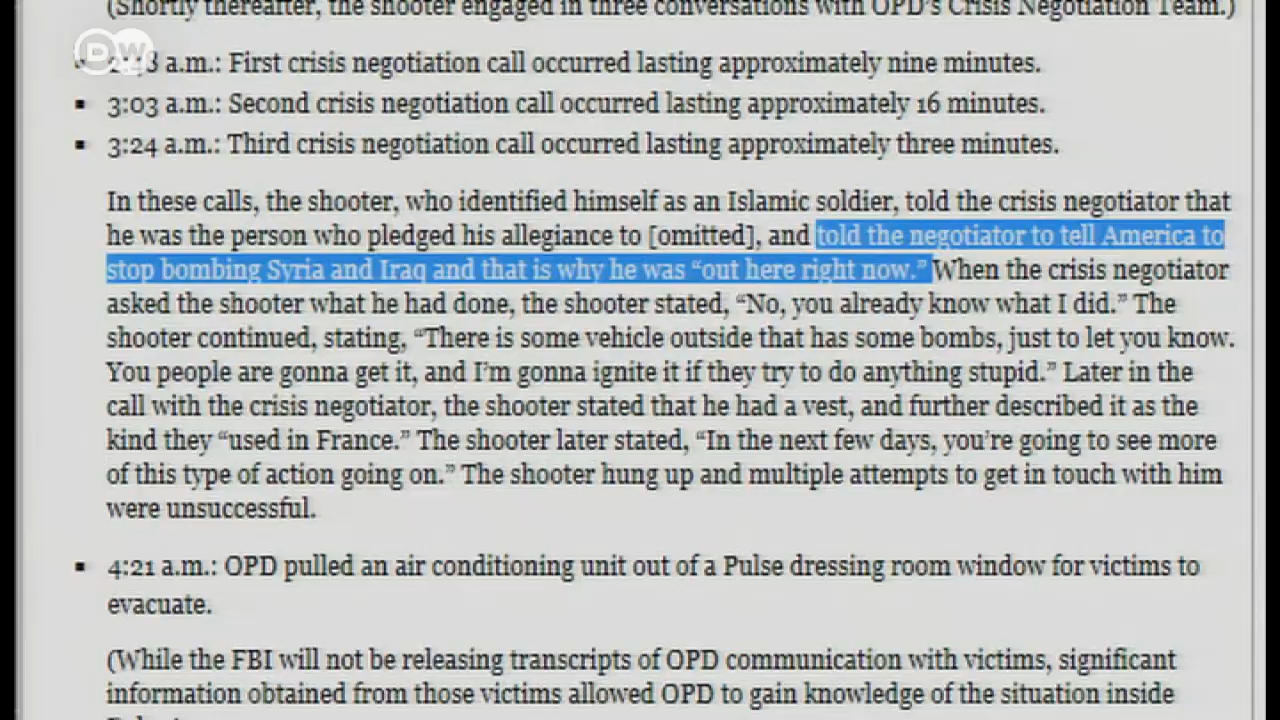 (Shortly thereafter, the shooter engaged in three conversations with OPD's Crisis Negotiation Team.)
DW
8 a.m.: First crisis negotiation call occurred lasting approximately nine minutes.
▪ 3:03 a.m.: Second crisis negotiation call occurred lasting approximately 16 minutes.
▪ 3:24 a.m.: Third crisis negotiation call occurred lasting approximately three minutes.
In these calls, the shooter, who identified himself as an Islamic soldier, told the crisis negotiator that
he was the person who pledged his allegiance to [omitted], and told the negotiator to tell America to
stop bombing Syria and Iraq and that is why he was “out here right now.” When the crisis negotiator
asked the shooter what he had done, the shooter stated, “No, you already know what I did.” The
shooter continued, stating, “There is some vehicle outside that has some bombs, just to let you know.
You people are gonna get it, and I’m gonna ignite it if they try to do anything stupid.” Later in the
call with the crisis negotiator, the shooter stated that he had a vest, and further described it as the
kind they “used in France.” The shooter later stated, “In the next few days, you’re going to see more
of this type of action going on.” The shooter hung up and multiple attempts to get in touch with him
were unsuccessful.
▪ 4:21 a.m.: OPD pulled an air conditioning unit out of a Pulse dressing room window for victims to
evacuate.
(While the FBI will not be releasing transcripts of OPD communication with victims, significant
information obtained from those victims allowed OPD to gain knowledge of the situation inside